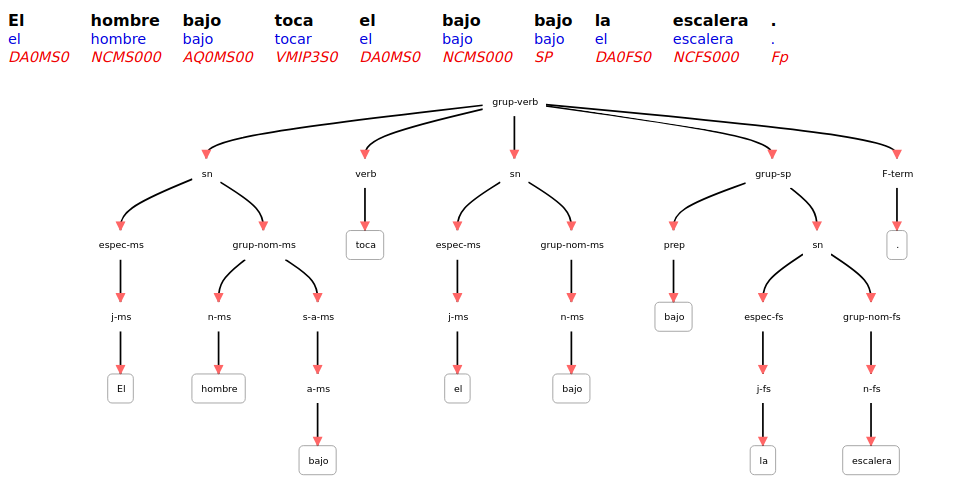 El hombre bajo toca el bajo bajo la escalera .
el hombre bajo tocar el bajo bajo el escalera .
DA0MS0 NCMS000 AQ0MS00 VMIP3S0 DA0MS0 NCMS000 SP DA0FS0 NCFS000 Fp
grup-verb
sn verb sn grup-sp F-term
espec-ms grup-nom-ms toca espec-ms grup-nom-ms prep sn .
j-ms n-ms s-a-ms j-ms n-ms bajo espec-fs grup-nom-fs
El hombre a-ms el bajo j-fs n-fs
bajo la escalera